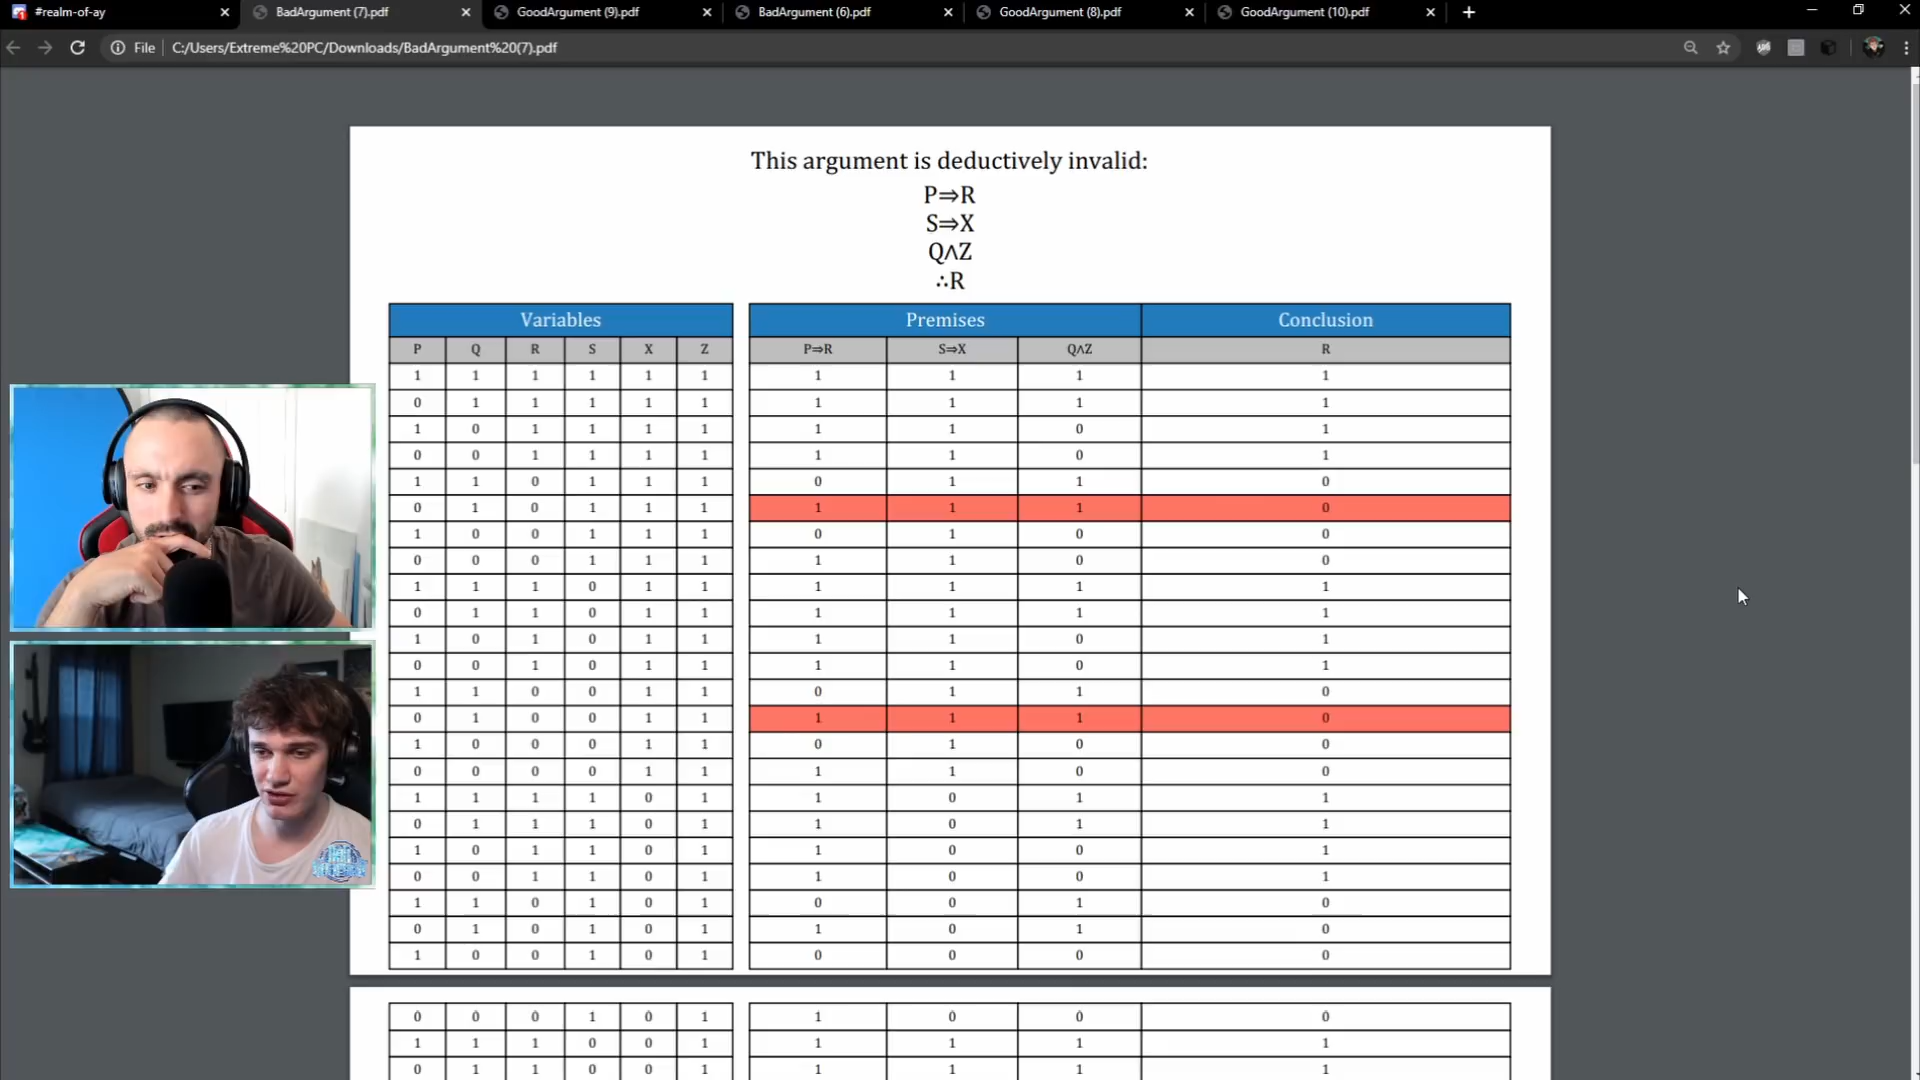 #realm-of-ay
BadArgument (7).pdf
GoodArgument (9).pdf
BadArgument (6).pdf
GoodArgument (8).pdf
GoodArgument (10).pdf
File
C:/Users/Extreme%20PC/Downloads/BadArgument%20(7).pdf
This argument is deductively invalid:
P⇒R
S⇒X
Q∧Z
∴R
Variables Premises Conclusion
P Q R S X Z P⇒R S⇒X Q∧Z R
1 1 1 1 1 1 1 1 1 1
0 1 1 1 1 1 1 1 1 1
1 0 1 1 1 1 1 1 0 1
0 0 1 1 1 1 1 1 0 1
1 1 0 1 1 1 0 1 1 0
0 1 0 1 1 1 1 1 1 0
1 0 0 1 1 1 0 1 0 0
0 0 0 1 1 1 1 1 0 0
1 1 1 0 1 1 1 1 1 1
0 1 1 0 1 1 1 1 1 1
1 0 1 0 1 1 1 1 0 1
0 0 1 0 1 1 1 1 0 1
1 1 0 0 1 1 0 1 1 0
0 1 0 0 1 1 1 1 1 0
1 0 0 0 1 1 0 1 0 0
0 0 0 0 1 1 1 1 0 0
1 1 1 1 0 1 1 0 1 1
0 1 1 1 0 1 1 0 1 1
1 0 1 1 0 1 1 0 0 1
0 0 1 1 0 1 1 0 0 1
1 1 0 1 0 1 0 0 1 0
0 1 0 1 0 1 1 0 1 0
1 0 0 1 0 1 0 0 0 0
0 0 0 1 0 1 1 0 0 0
1 1 1 0 0 1 1 1 1 1
0 1 1 0 0 1 1 1 1 1